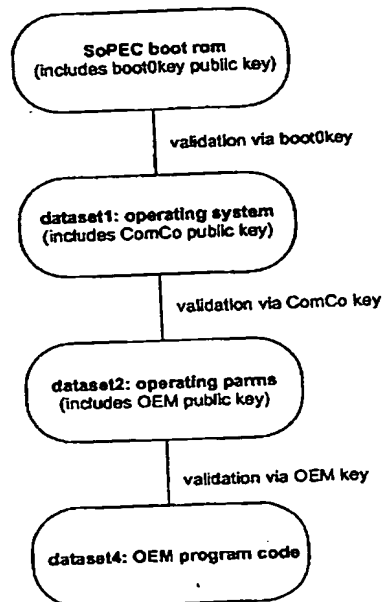 SoPEC boot rom
(includes boot0key public key)
validation via boot0key
dataset1: operating system
(includes ComCo public key)
validation via ComCo key
dataset2: operating parms
(includes OEM public key)
validation via OEM key
dataset4: OEM program code